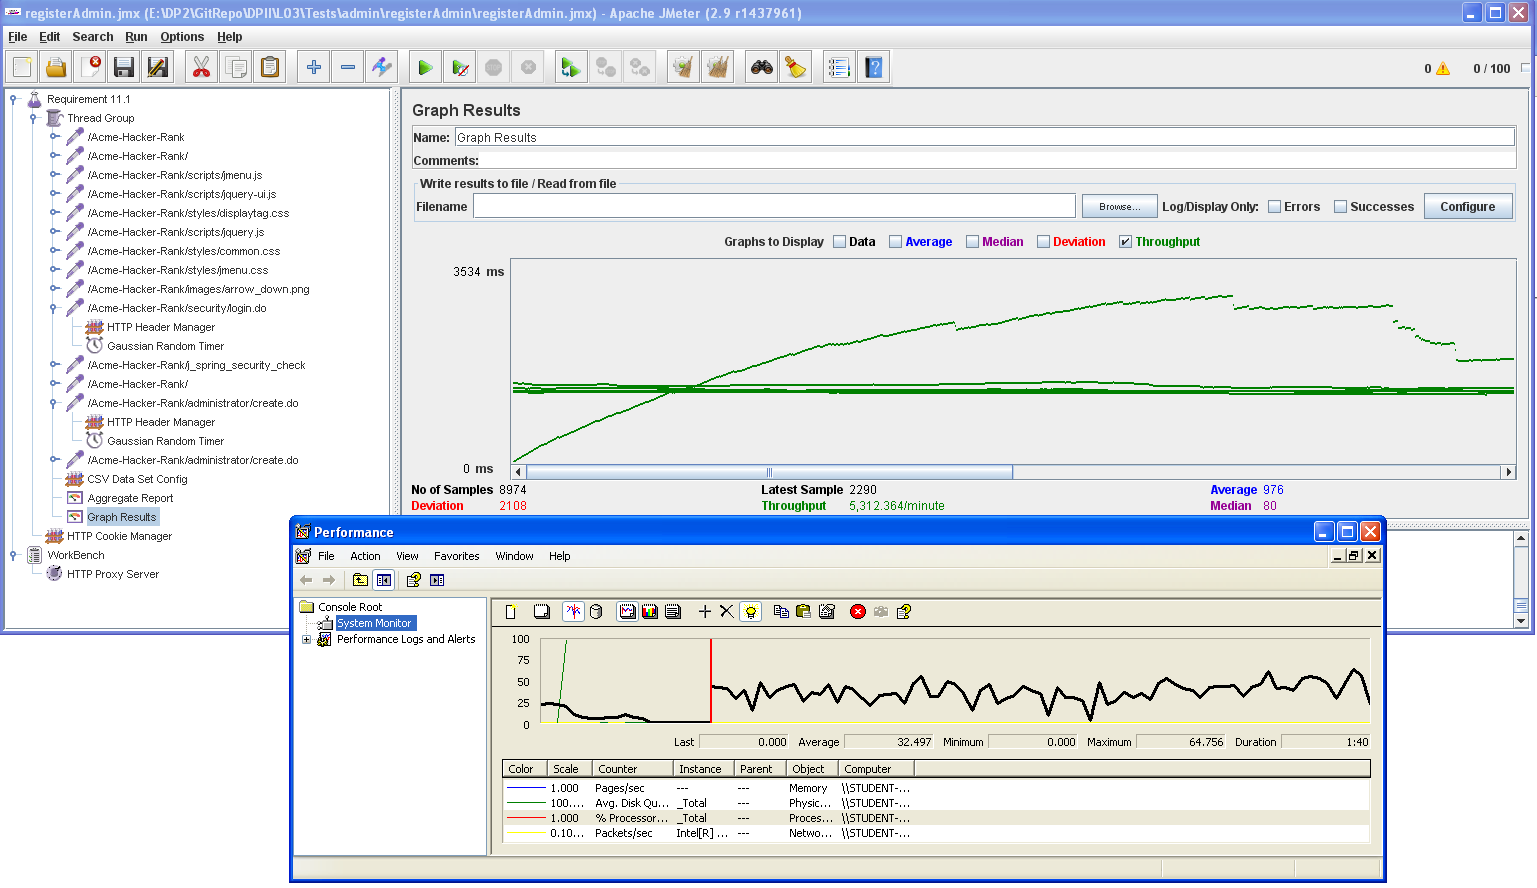 registerAdmin.jmx (E:\DP2\GitRepo\DPII\L03\Tests\admin\registerAdmin\registerAdmin.jmx) - Apache JMeter (2.9 r1437961)
File Edit Search Run Options Help
0 0 / 100
Requirement 11.1
Thread Group
/Acme-Hacker-Rank
/Acme-Hacker-Rank/
/Acme-Hacker-Rank/scripts/jmenu.js
/Acme-Hacker-Rank/scripts/jquery-ui.js
/Acme-Hacker-Rank/styles/displaytag.css
/Acme-Hacker-Rank/scripts/jquery.js
/Acme-Hacker-Rank/styles/common.css
/Acme-Hacker-Rank/styles/jmenu.css
/Acme-Hacker-Rank/images/arrow_down.png
/Acme-Hacker-Rank/security/login.do
HTTP Header Manager
Gaussian Random Timer
/Acme-Hacker-Rank/j_spring_security_check
/Acme-Hacker-Rank/
/Acme-Hacker-Rank/administrator/create.do
HTTP Header Manager
Gaussian Random Timer
/Acme-Hacker-Rank/administrator/create.do
CSV Data Set Config
Aggregate Report
Graph Results
HTTP Cookie Manager
WorkBench
HTTP Proxy Server
Graph Results
Name: Graph Results
Comments:
Write results to file / Read from file
Filename Browse... Log/Display Only: Errors Successes Configure
Graphs to Display Data Average Median Deviation Throughput
3534 ms
0 ms
No of Samples 8974 Latest Sample 2290 Average 976
Deviation 2108 Throughput 5,312.364/minute Median 80
Performance
File Action View Favorites Window Help
Console Root
System Monitor
Performance Logs and Alerts
100
75
50
25
0
Last 0.000 Average 32.497 Minimum 0.000 Maximum 64.756 Duration 1:40
Color Scale Counter Instance Parent Object Computer
1.000 Pages/sec --- --- Memory \\STUDENT-...
100.... Avg. Disk Qu... _Total --- Physic... \\STUDENT-...
1.000 % Processor... _Total --- Proces... \\STUDENT-...
0.10... Packets/sec Intel[R] ... --- Netwo... \\STUDENT-...